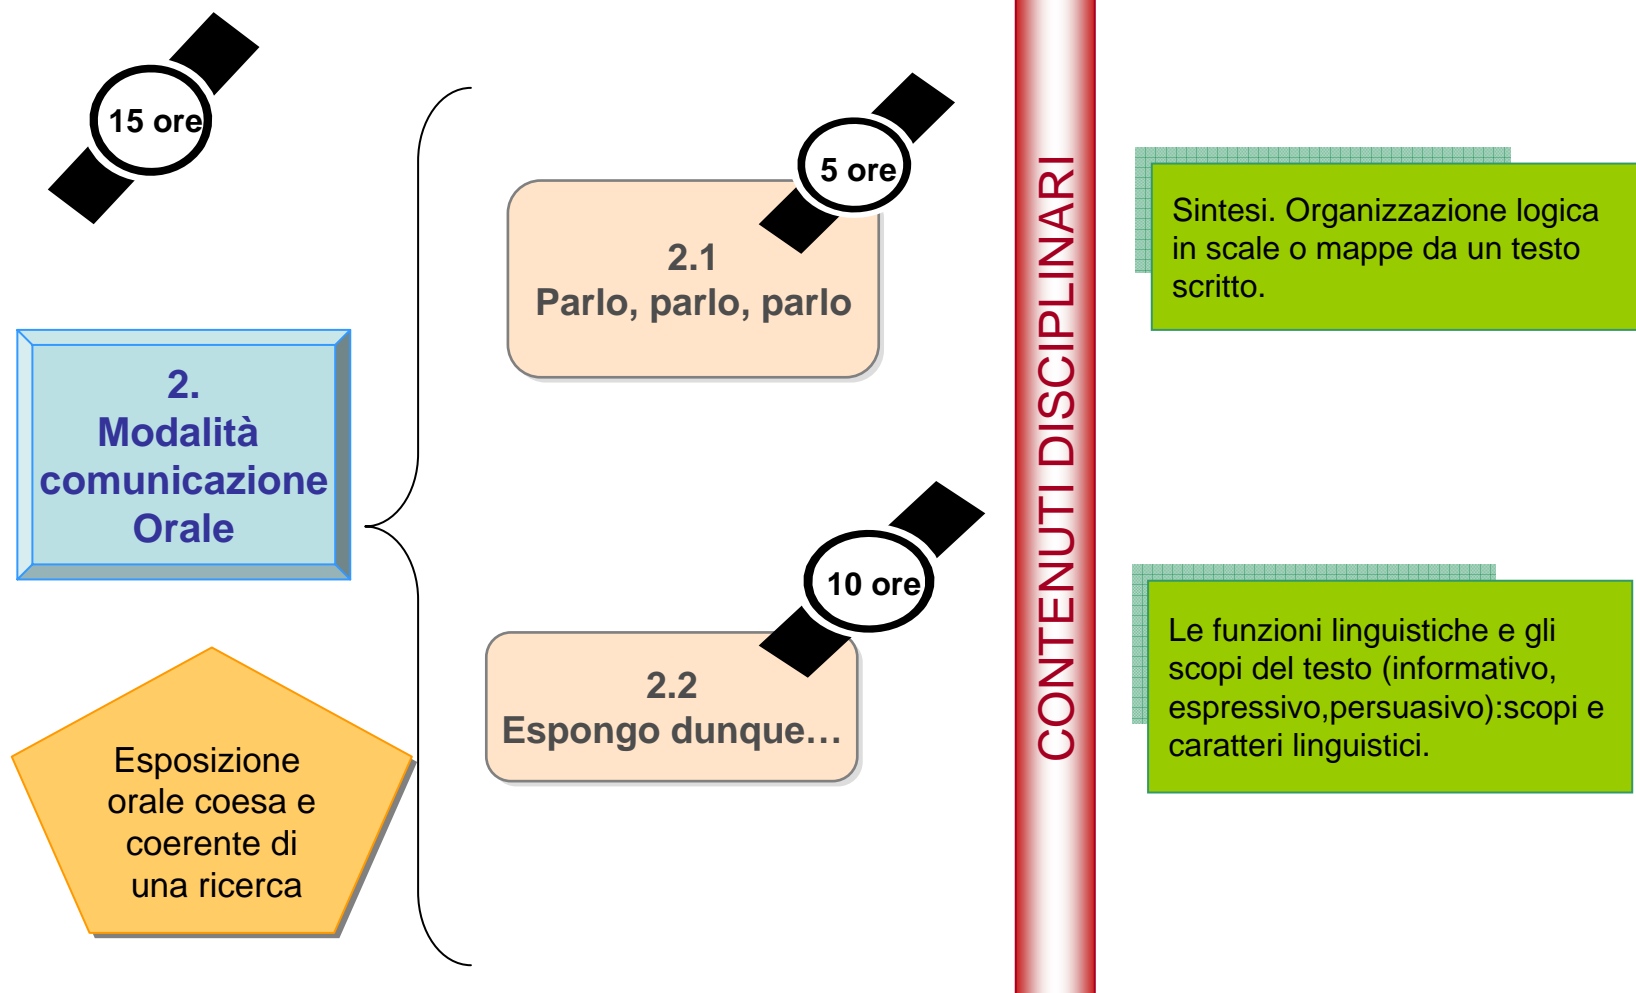 15 ore
2.
Modalità
comunicazione
Orale
Esposizione
orale coesa e
coerente di
una ricerca
5 ore
2.1
Parlo, parlo, parlo
10 ore
2.2
Espongo dunque…
CONTENUTI DISCIPLINARI
Sintesi. Organizzazione logica
in scale o mappe da un testo
scritto.
Le funzioni linguistiche e gli
scopi del testo (informativo,
espressivo,persuasivo):scopi e
caratteri linguistici.